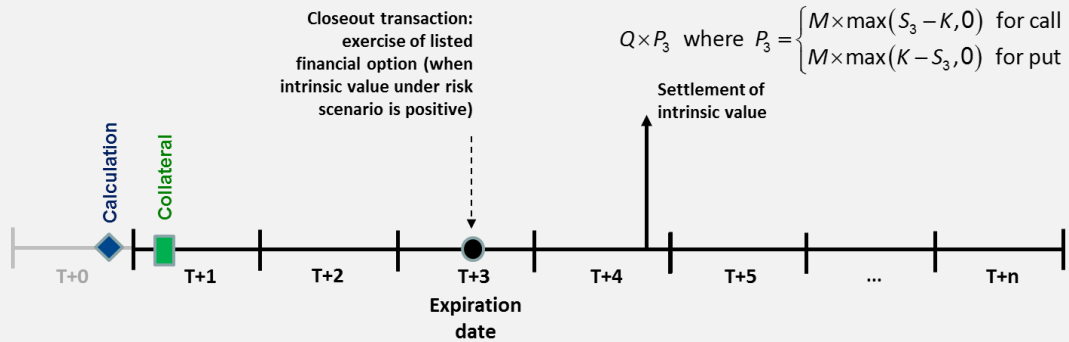 Closeout transaction:
exercise of listed
financial option (when
intrinsic value under risk
scenario is positive)
Q×P₃ where P₃ = { M×max(S₃−K,0) for call
M×max(K−S₃,0) for put
Settlement of
intrinsic value
Calculation
Collateral
T+0 T+1 T+2 T+3 T+4 T+5 ... T+n
Expiration
date